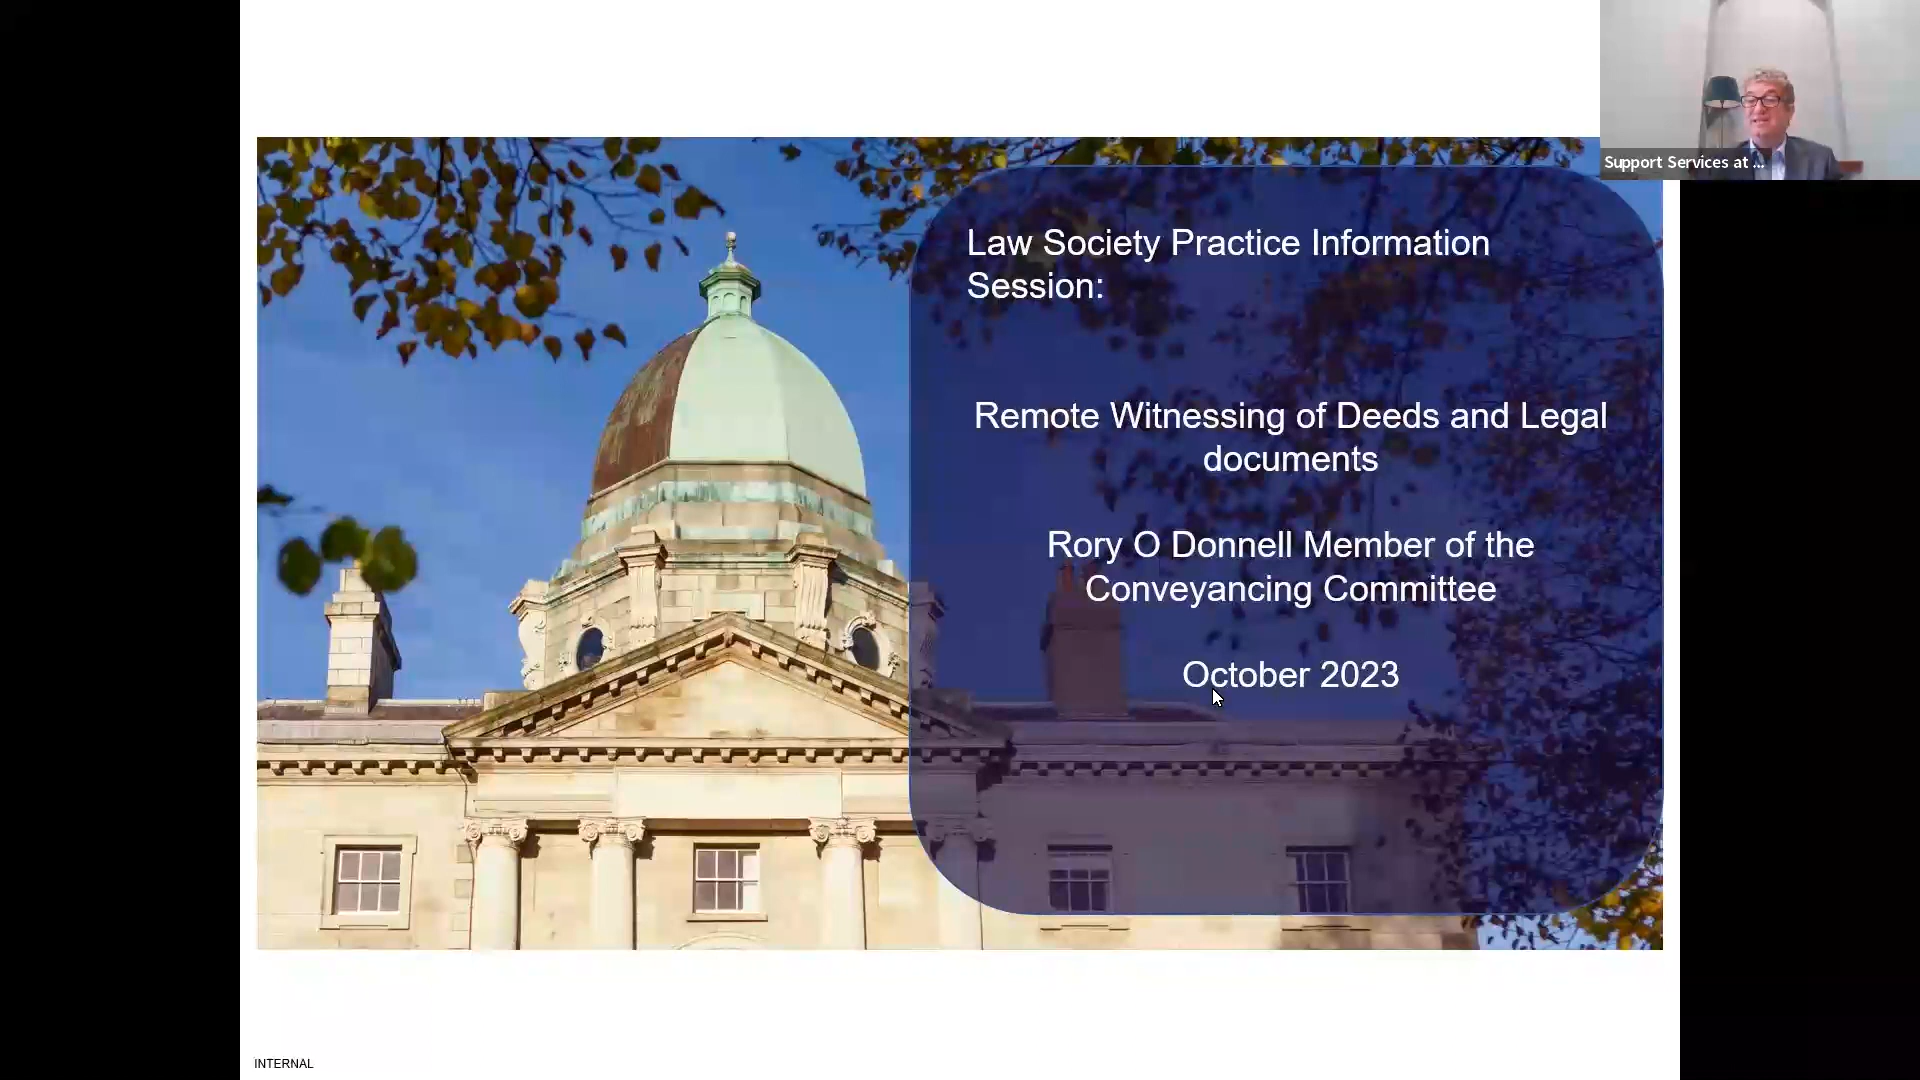 Support Services at ...
Law Society Practice Information
Session:
Remote Witnessing of Deeds and Legal
documents
Rory O Donnell Member of the
Conveyancing Committee
October 2023
INTERNAL